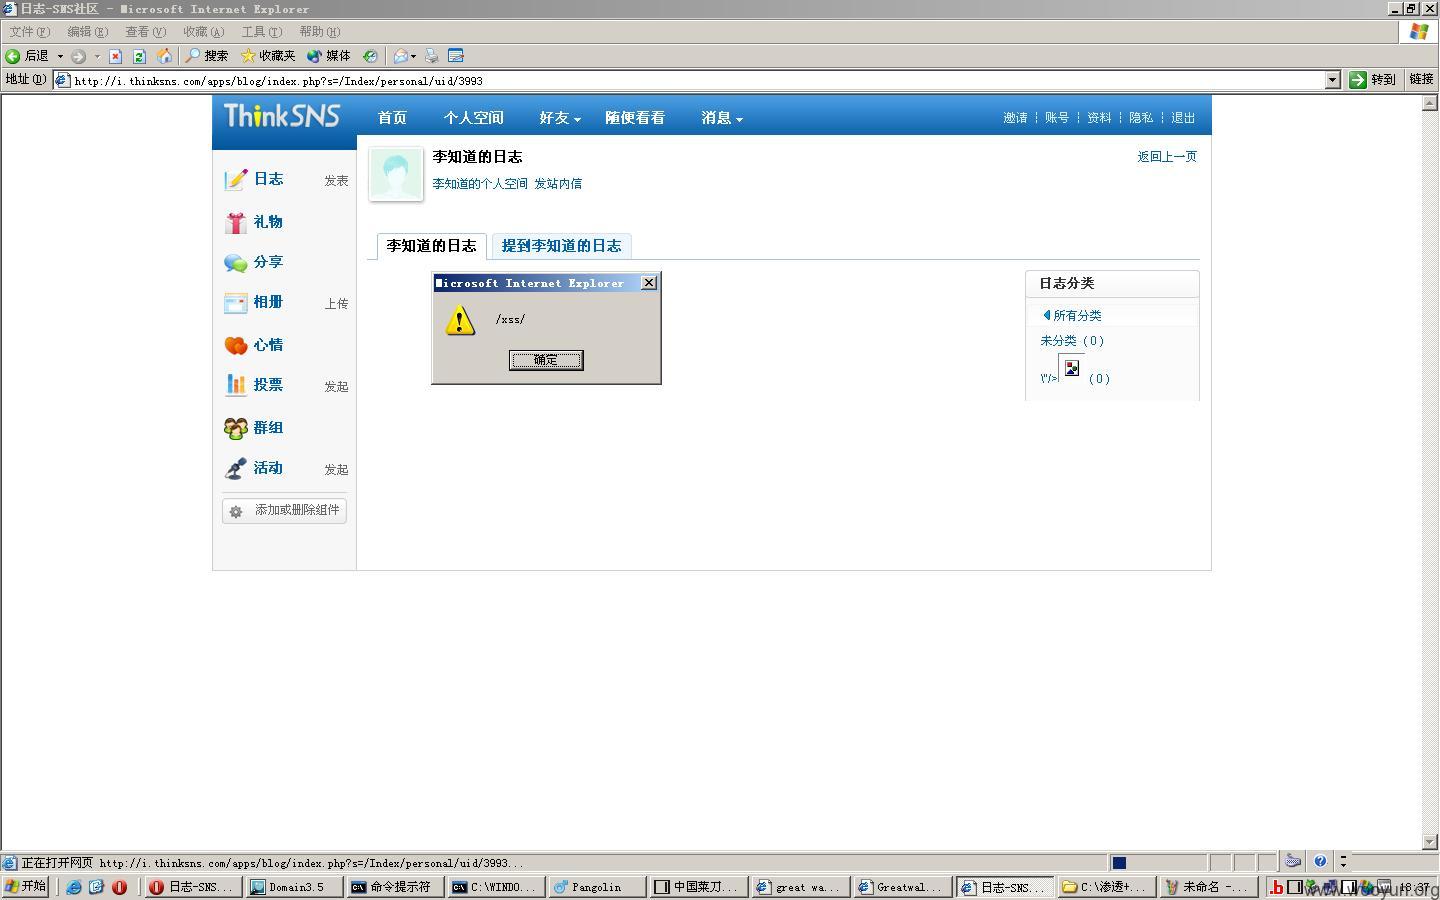 日志-SNS社区 - Microsoft Internet Explorer
文件(F) 编辑(E) 查看(V) 收藏(A) 工具(T) 帮助(H)
后退 搜索 收藏夹 媒体
地址(D) http://i.thinksns.com/apps/blog/index.php?s=/Index/personal/uid/3993 转到 链接
ThinkSNS 首页 个人空间 好友 随便看看 消息 邀请 账号 资料 隐私 退出
李知道的日志 返回上一页
李知道的个人空间 发站内信
日志 发表
礼物
分享
相册 上传
心情
投票 发起
群组
活动 发起
添加或删除组件
李知道的日志 提到李知道的日志
Microsoft Internet Explorer
/xss/
确定
日志分类
所有分类
未分类 (0)
\"/> (0)
正在打开网页 http://i.thinksns.com/apps/blog/index.php?s=/Index/personal/uid/3993...
开始 日志-SNS... Domain3.5 命令提示符 C:\WINDO... Pangolin 中国菜刀... great wa... Greatwal... 日志-SNS... C:\渗透+... 未命名 -... 18:37
www.wooyun.org